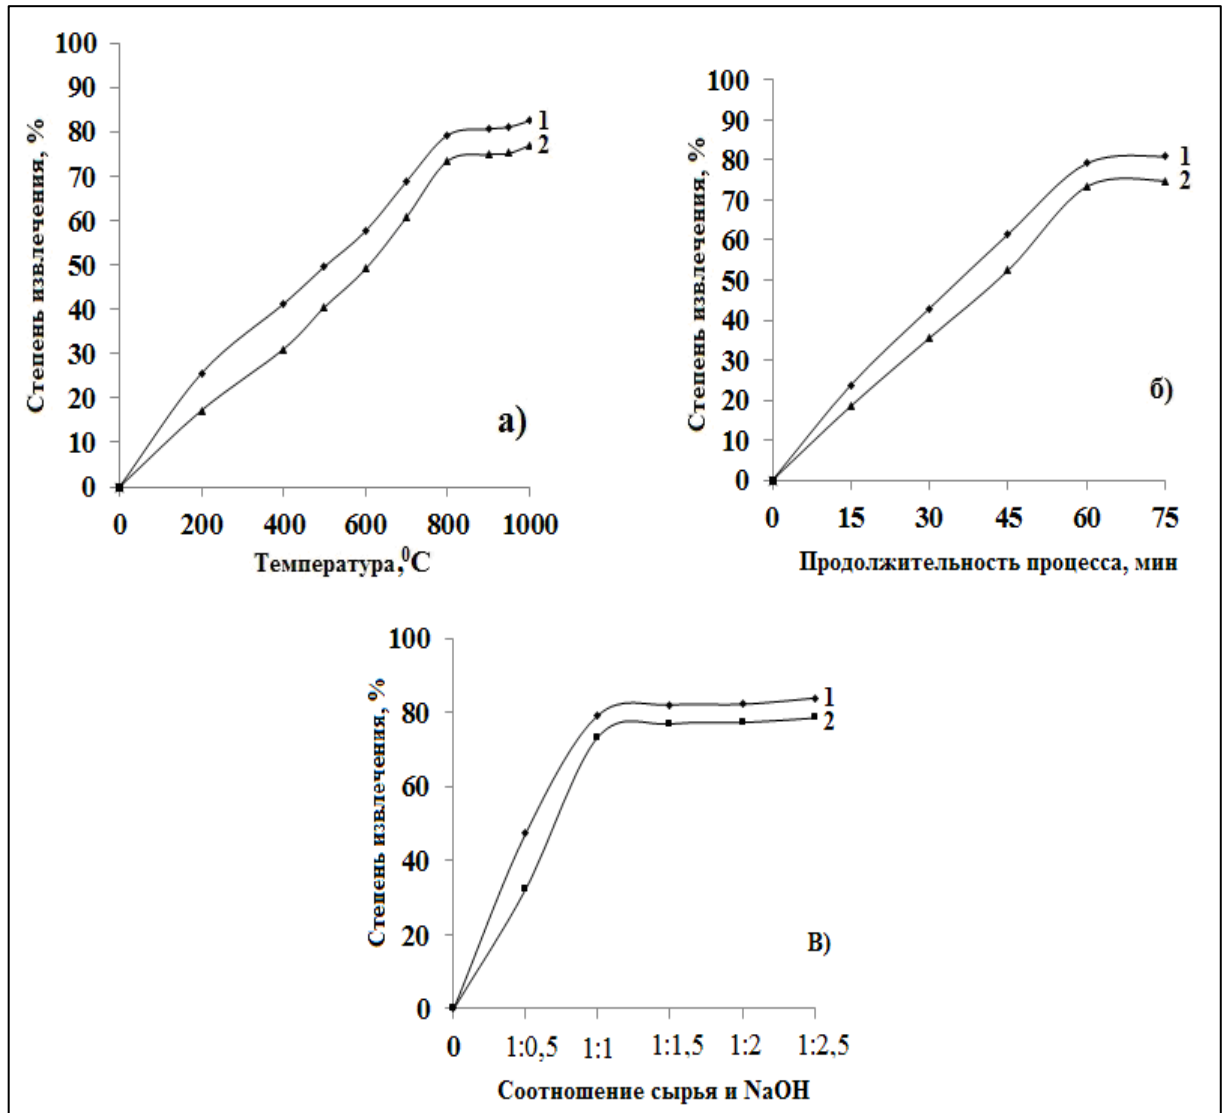 Степень извлечения, %
100
90
80
70
60
50
40
30
20
10
0
1
2
а)
0 200 400 600 800 1000
Температура,⁰С
Степень извлечения, %
100
90
80
70
60
50
40
30
20
10
0
1
2
б)
0 15 30 45 60 75
Продолжительность процесса, мин
Степень извлечения, %
100
80
60
40
20
0
1
2
В)
0 1:0,5 1:1 1:1,5 1:2 1:2,5
Соотношение сырья и NaOH